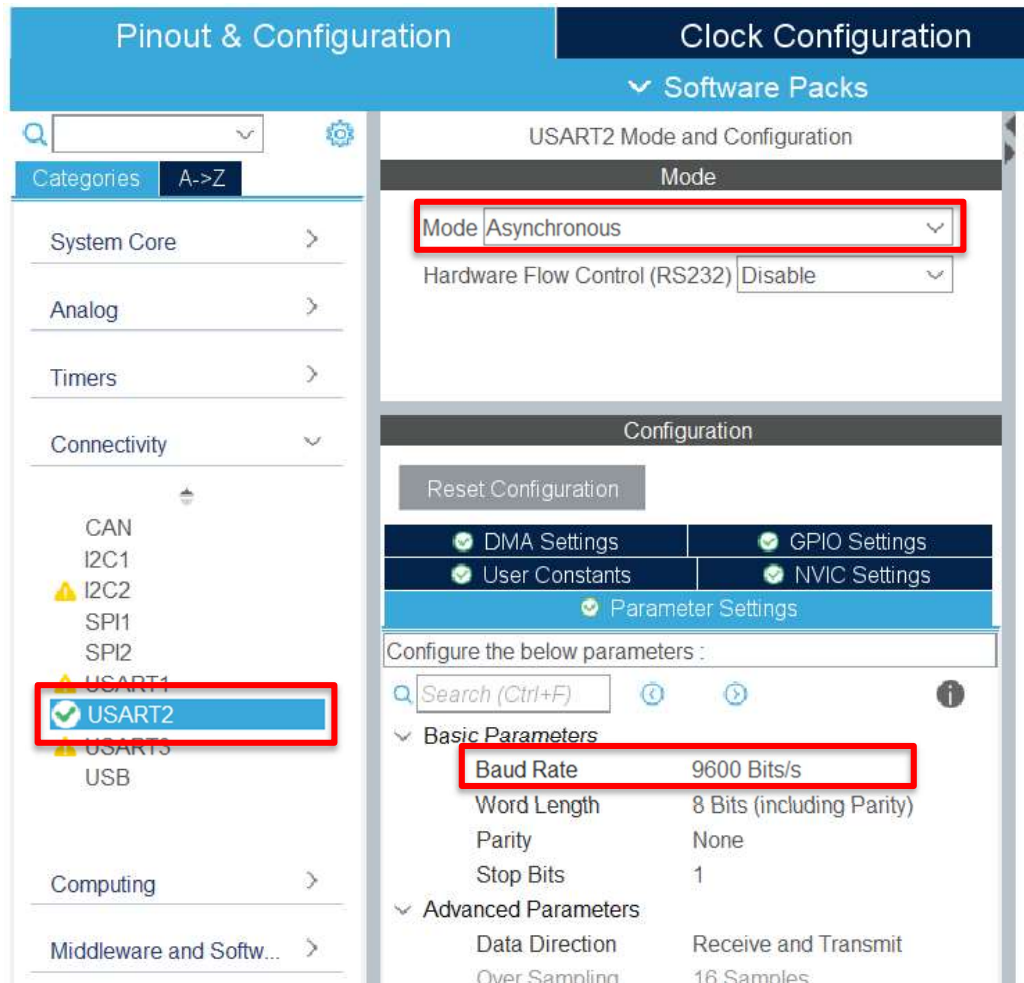 Pinout & Configuration
Clock Configuration
Software Packs
Categories
A->Z
System Core
Analog
Timers
Connectivity
CAN
I2C1
I2C2
SPI1
SPI2
USART1
USART2
USART3
USB
Computing
Middleware and Softw...
USART2 Mode and Configuration
Mode
Mode Asynchronous
Hardware Flow Control (RS232) Disable
Configuration
Reset Configuration
DMA Settings
GPIO Settings
User Constants
NVIC Settings
Parameter Settings
Configure the below parameters :
Search (Ctrl+F)
Basic Parameters
Baud Rate 9600 Bits/s
Word Length 8 Bits (including Parity)
Parity None
Stop Bits 1
Advanced Parameters
Data Direction Receive and Transmit
Over Sampling 16 Samples